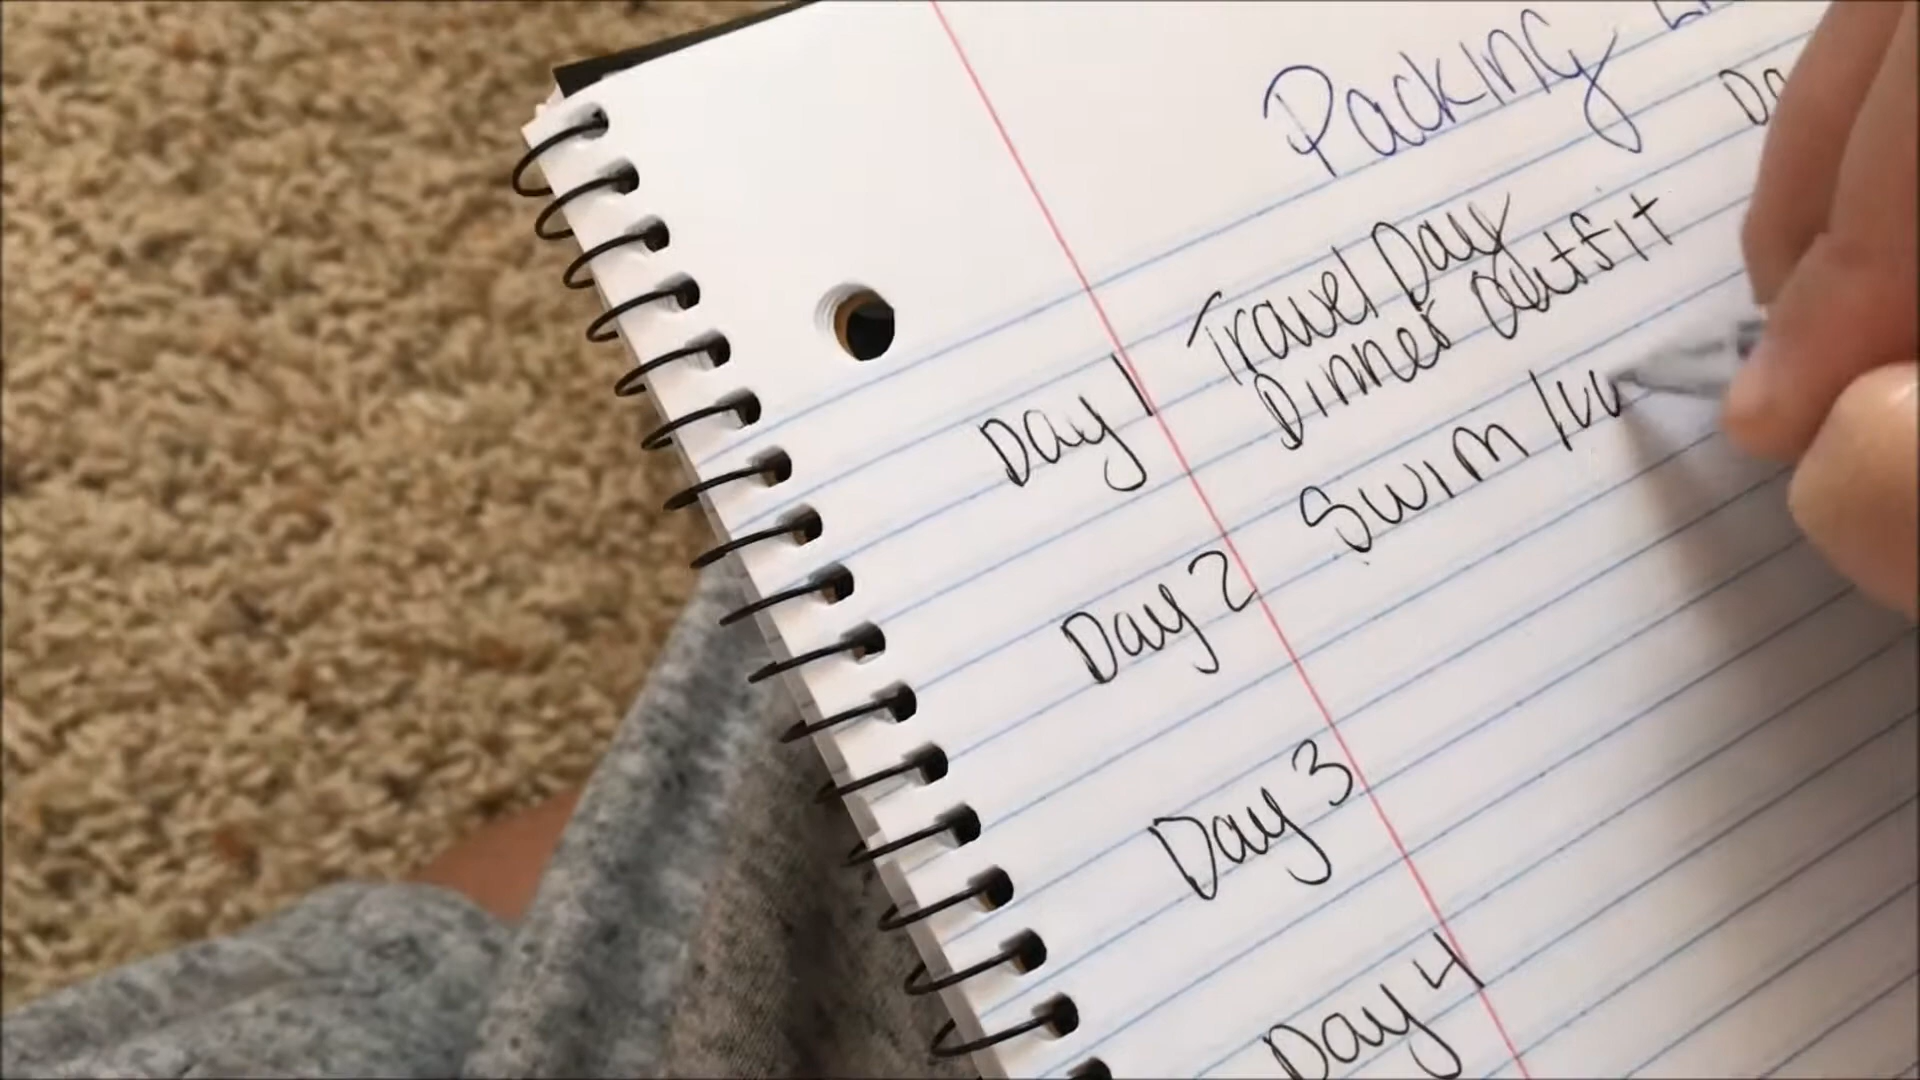 Packing
Day 1 Travel Day
Dinner outfit
Day 2 Swim
Day 3
Day 4